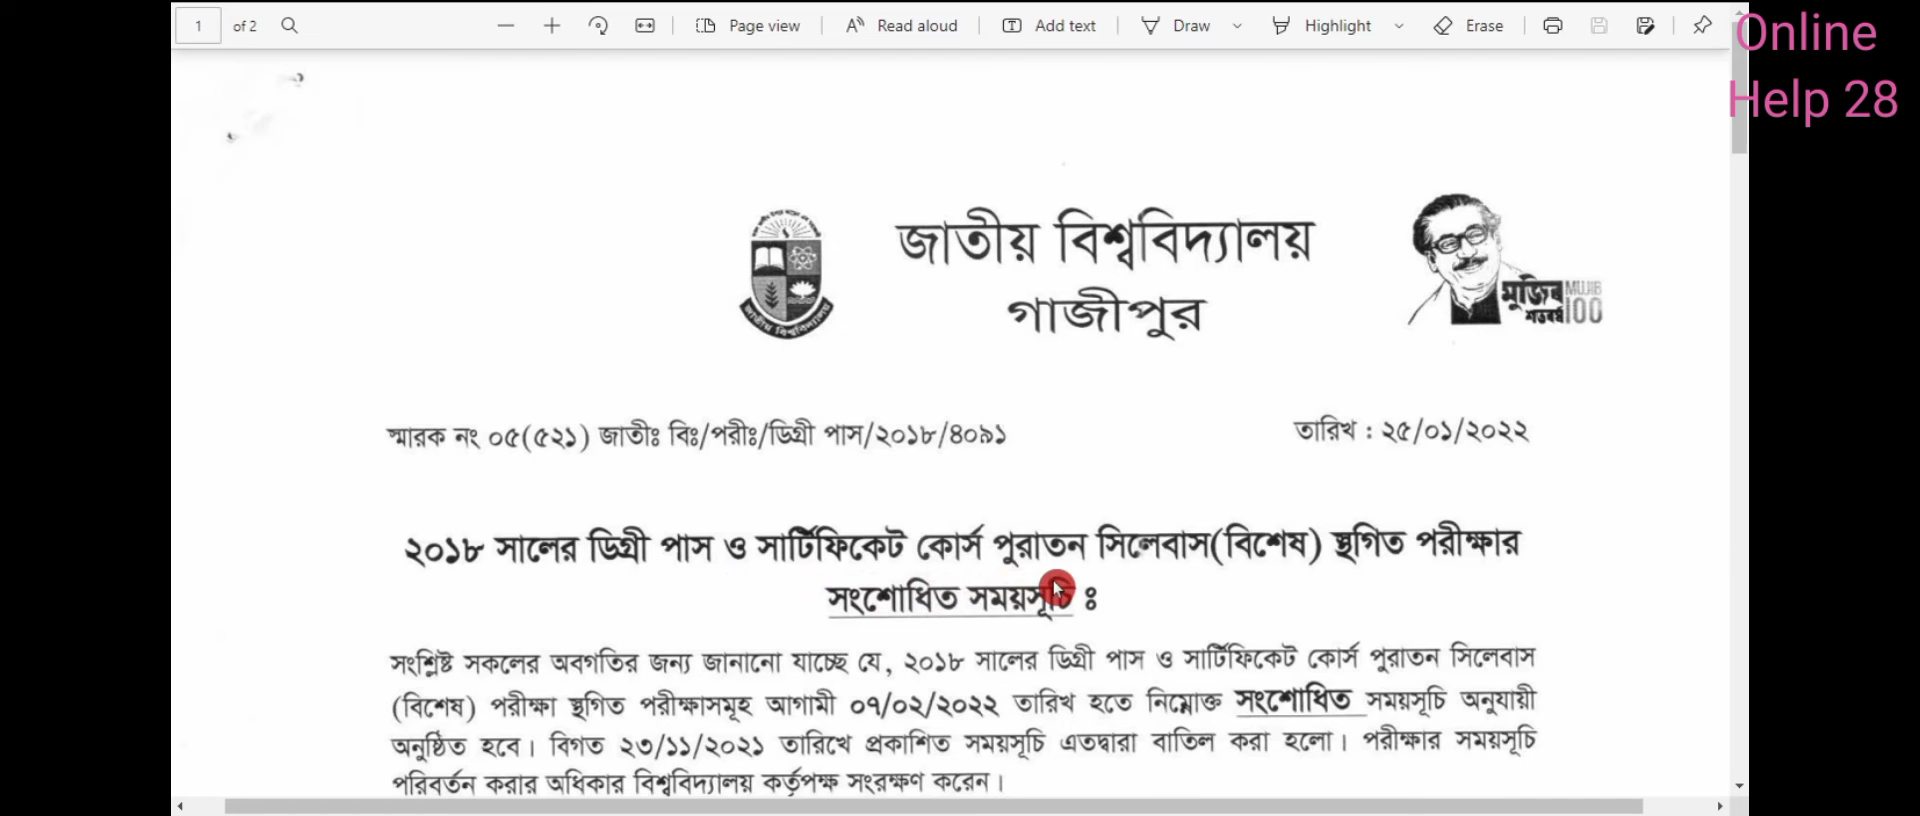 1 of 2 Page view Read aloud Add text Draw Highlight Erase
Online
Help 28
জাতীয় বিশ্ববিদ্যালয়
গাজীপুর
জাতীয় বিশ্ববিদ্যালয়
মুজিব MUJIB
শতবর্ষ 100
স্মারক নং ০৫(৫২১) জাতীঃ বিঃ/পরীঃ/ডিগ্রী পাস/২০১৮/৪০৯১ তারিখ : ২৫/০১/২০২২
২০১৮ সালের ডিগ্রী পাস ও সার্টিফিকেট কোর্স পুরাতন সিলেবাস(বিশেষ) স্থগিত পরীক্ষার
সংশোধিত সময়সূচি ঃ
সংশ্লিষ্ট সকলের অবগতির জন্য জানানো যাচ্ছে যে, ২০১৮ সালের ডিগ্রী পাস ও সার্টিফিকেট কোর্স পুরাতন সিলেবাস
(বিশেষ) পরীক্ষা স্থগিত পরীক্ষাসমূহ আগামী ০৭/০২/২০২২ তারিখ হতে নিম্নোক্ত সংশোধিত সময়সূচি অনুযায়ী
অনুষ্ঠিত হবে। বিগত ২৩/১১/২০২১ তারিখে প্রকাশিত সময়সূচি এতদ্বারা বাতিল করা হলো। পরীক্ষার সময়সূচি
পরিবর্তন করার অধিকার বিশ্ববিদ্যালয় কর্তৃপক্ষ সংরক্ষণ করেন।